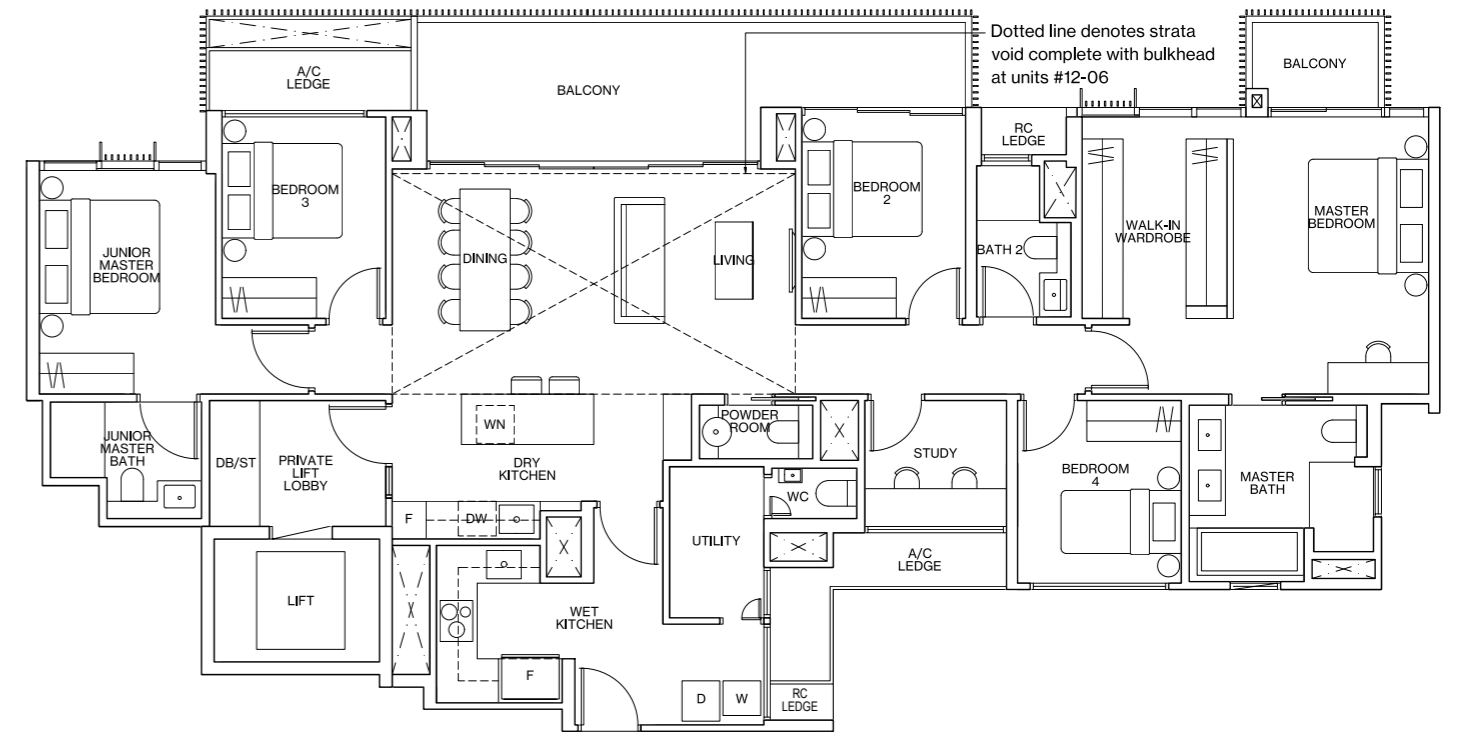 Dotted line denotes strata
void complete with bulkhead
at units #12-06
A/C
LEDGE
BALCONY
BALCONY
RC
LEDGE
BEDROOM
3
BEDROOM
2
JUNIOR
MASTER
BEDROOM
DINING
LIVING
BATH 2
WALK-IN
WARDROBE
MASTER
BEDROOM
JUNIOR
MASTER
BATH
DB/ST
PRIVATE
LIFT
LOBBY
WN
DRY
KITCHEN
POWDER
ROOM
STUDY
BEDROOM
4
MASTER
BATH
F
DW
WC
UTILITY
A/C
LEDGE
LIFT
WET
KITCHEN
F
D
W
RC
LEDGE